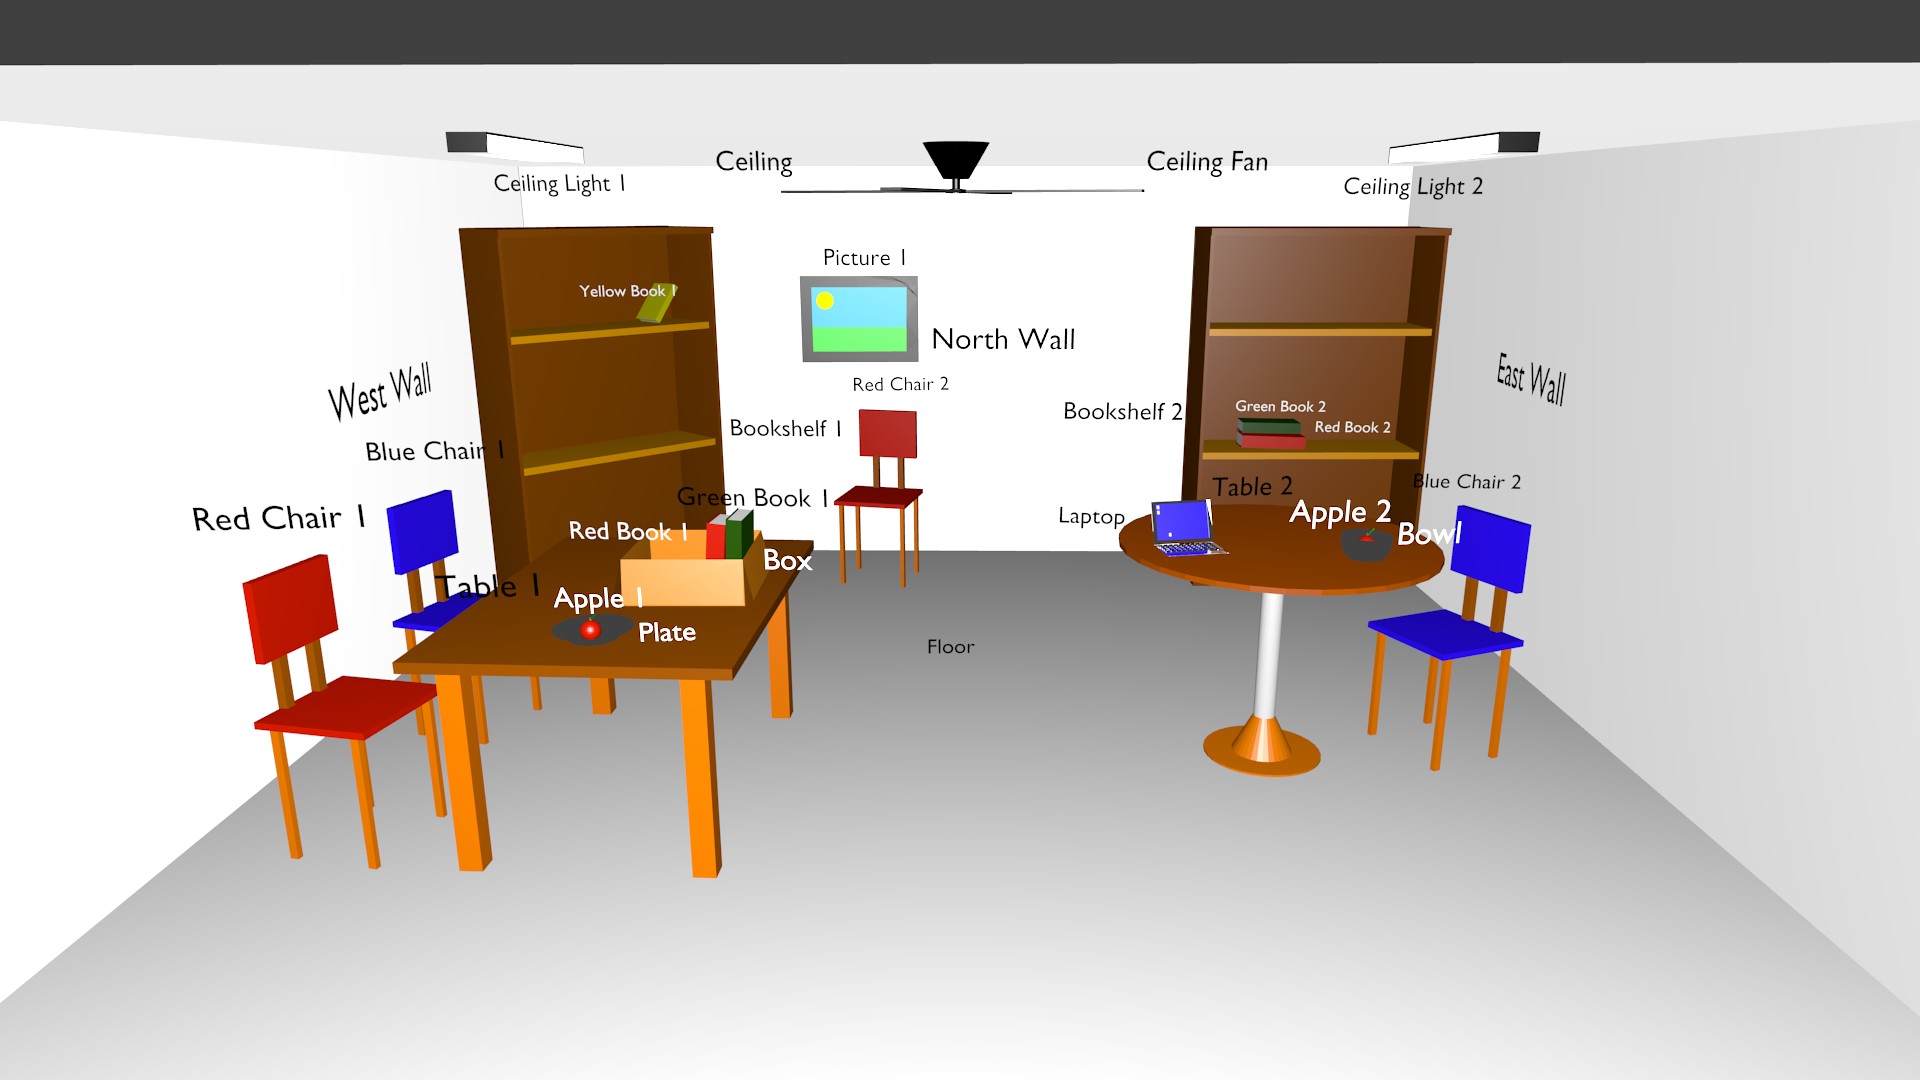 Ceiling
Ceiling Fan
Ceiling Light 1
Ceiling Light 2
Picture 1
Yellow Book 1
North Wall
West Wall
East Wall
Red Chair 2
Bookshelf 1
Bookshelf 2
Green Book 2
Red Book 2
Blue Chair 1
Blue Chair 2
Table 2
Green Book 1
Red Chair 1
Laptop
Apple 2
Bowl
Red Book 1
Box
Table 1
Apple 1
Plate
Floor